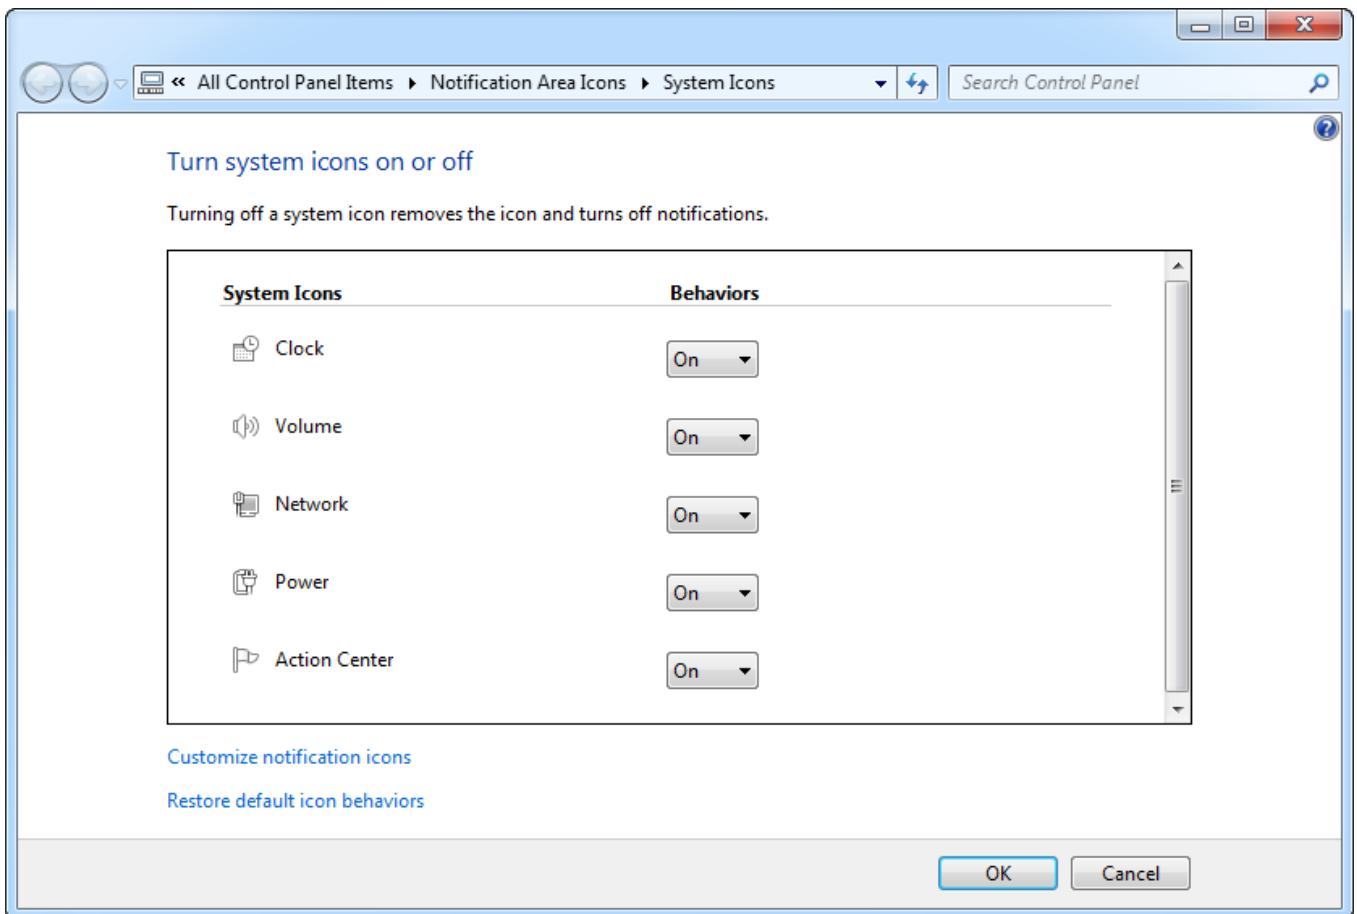 « All Control Panel Items ▸ Notification Area Icons ▸ System Icons Search Control Panel
Turn system icons on or off
Turning off a system icon removes the icon and turns off notifications.
System Icons Behaviors
Clock On
Volume On
Network On
Power On
Action Center On
Customize notification icons
Restore default icon behaviors
OK Cancel